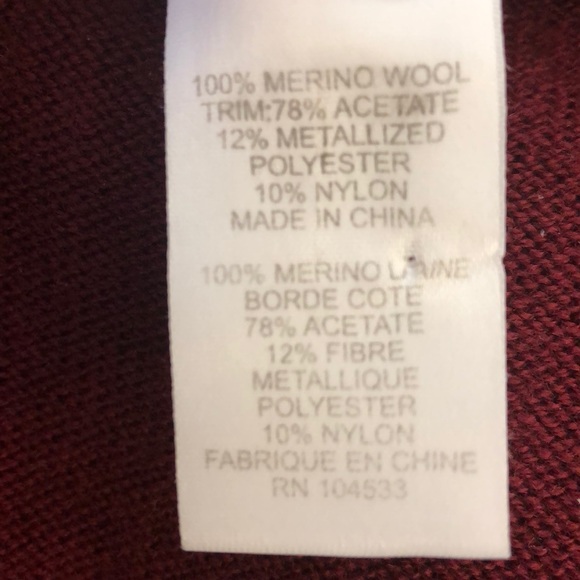 100% MERINO WOOL
TRIM:78% ACETATE
12% METALLIZED
POLYESTER
10% NYLON
MADE IN CHINA
100% MERINO LAINE
BORDE COTE
78% ACETATE
12% FIBRE
METALLIQUE
POLYESTER
10% NYLON
FABRIQUE EN CHINE
RN 104533